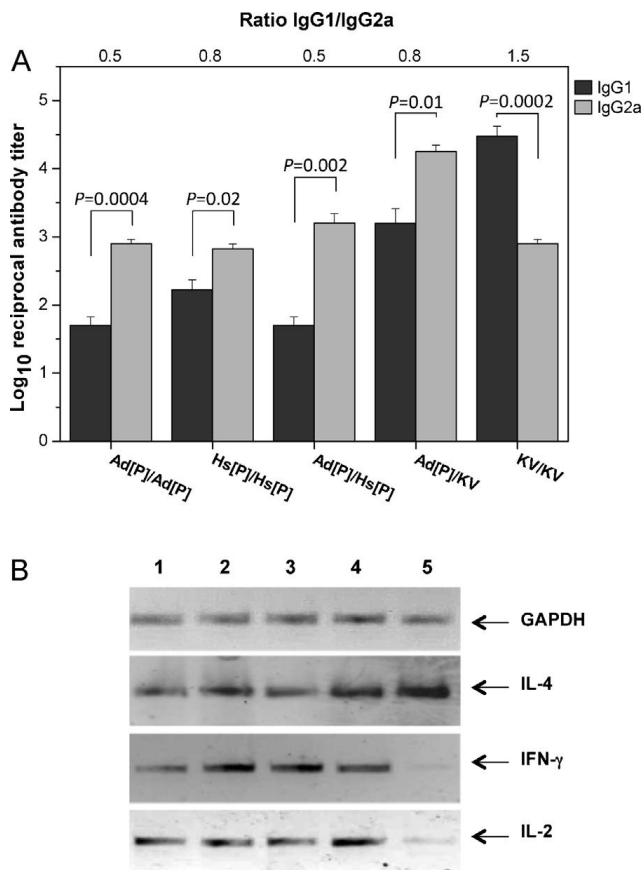 Ratio IgG1/IgG2a
A
0.5 0.8 0.5 0.8 1.5
IgG1
IgG2a
Log10 reciprocal antibody titer
5
4
3
2
1
0
P=0.0004
P=0.02
P=0.002
P=0.01
P=0.0002
Ad[P]/Ad[P]
Hs[P]/Hs[P]
Ad[P]/Hs[P]
Ad[P]/KV
KV/KV
B
1 2 3 4 5
GAPDH
IL-4
IFN-γ
IL-2